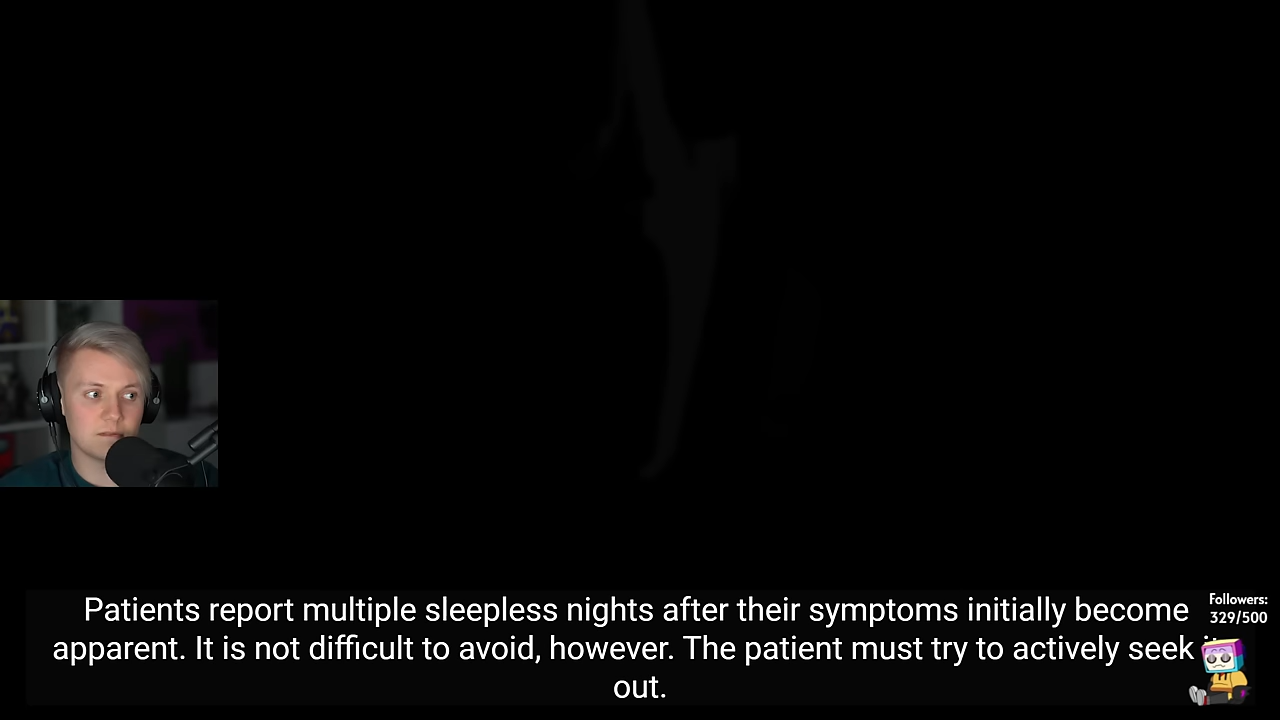 Patients report multiple sleepless nights after their symptoms initially become
apparent. It is not difficult to avoid, however. The patient must try to actively seek it
out.
Followers:
329/500